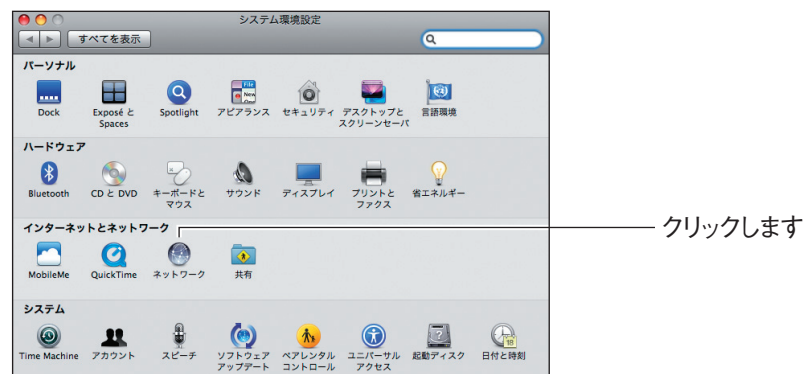 システム環境設定
すべてを表示
パーソナル
Dock
Exposé と
Spaces
Spotlight
File
New
アピアランス
セキュリティ
デスクトップと
スクリーンセーバ
言語環境
ハードウェア
Bluetooth
CD と DVD
キーボードと
マウス
サウンド
ディスプレイ
プリントと
ファクス
省エネルギー
インターネットとネットワーク
クリックします
MobileMe
QuickTime
ネットワーク
共有
システム
18
Time Machine
アカウント
スピーチ
ソフトウェア
アップデート
ペアレンタル
コントロール
ユニバーサル
アクセス
起動ディスク
日付と時刻